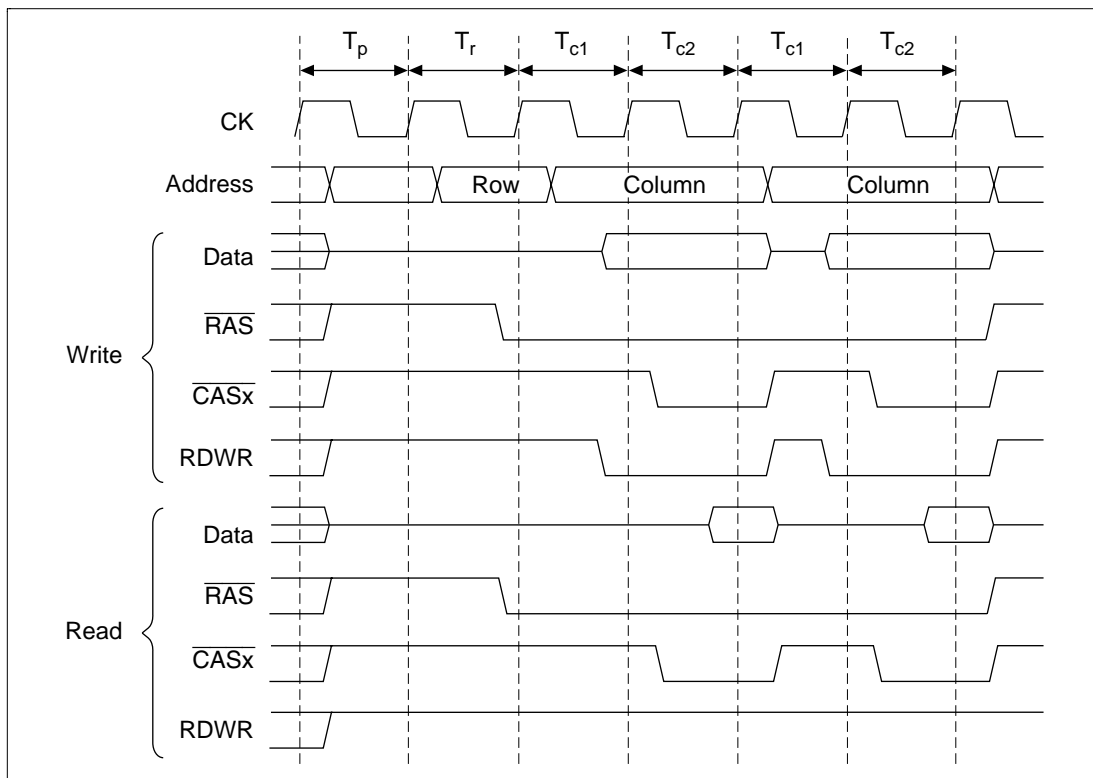 Tp Tr Tc1 Tc2 Tc1 Tc2
CK
Address Row Column Column
Write
Data
RAS
CASx
RDWR
Read
Data
RAS
CASx
RDWR